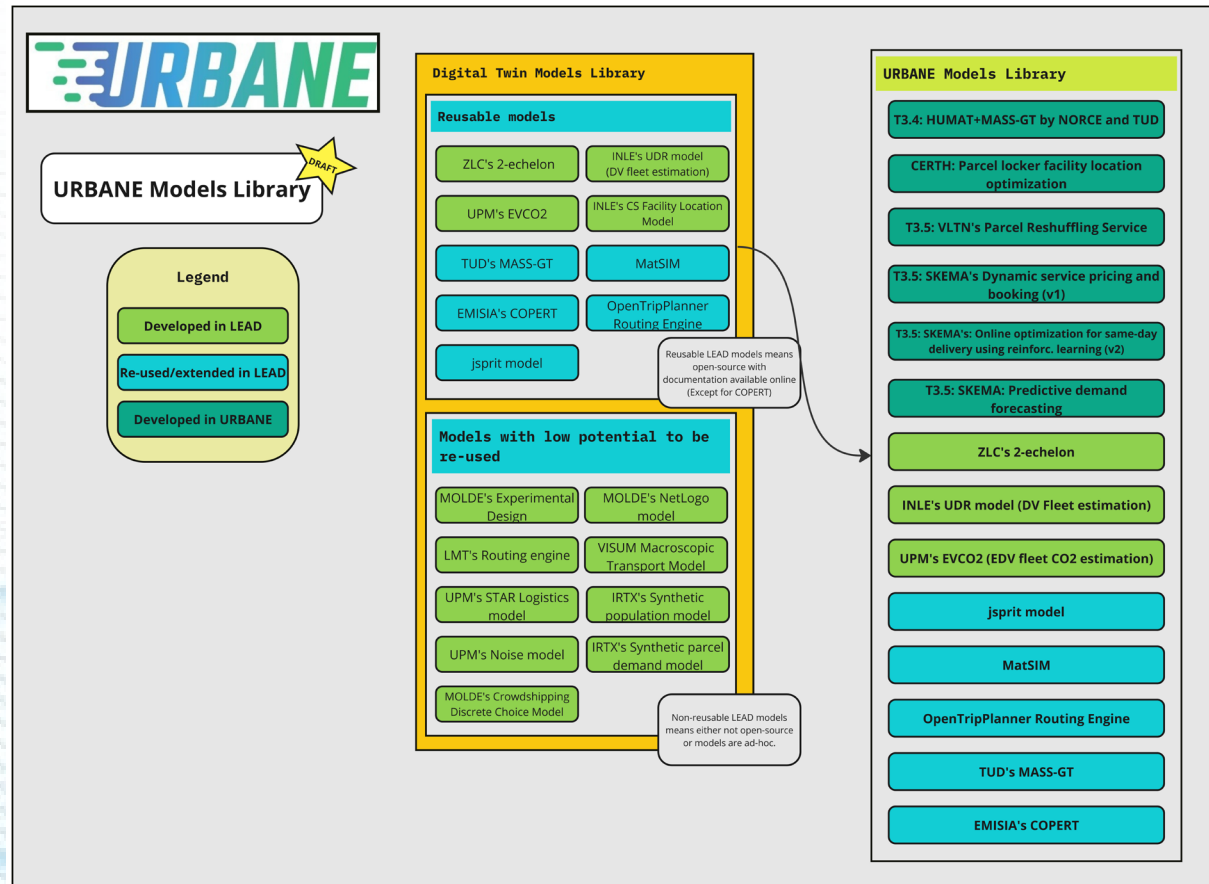 URBANE
URBANE Models Library
DRAFT
Legend
Developed in LEAD
Re-used/extended in LEAD
Developed in URBANE
Digital Twin Models Library
Reusable models
ZLC's 2-echelon
INLE's UDR model
(DV fleet estimation)
UPM's EVCO2
INLE's CS Facility Location
Model
TUD's MASS-GT
MatSIM
EMISIA's COPERT
OpenTripPlanner
Routing Engine
jsprit model
Reusable LEAD models means
open-source with
documentation available online
(Except for COPERT)
Models with low potential to be
re-used
MOLDE's Experimental
Design
MOLDE's NetLogo
model
LMT's Routing engine
VISUM Macroscopic
Transport Model
UPM's STAR Logistics
model
IRTX's Synthetic
population model
UPM's Noise model
IRTX's Synthetic parcel
demand model
MOLDE's Crowdshipping
Discrete Choice Model
Non-reusable LEAD models
means either not open-source
or models are ad-hoc.
URBANE Models Library
T3.4: HUMAT+MASS-GT by NORCE and TUD
CERTH: Parcel locker facility location
optimization
T3.5: VLTN's Parcel Reshuffling Service
T3.5: SKEMA's Dynamic service pricing and
booking (v1)
T3.5: SKEMA's: Online optimization for same-day
delivery using reinforc. learning (v2)
T3.5: SKEMA: Predictive demand
forecasting
ZLC's 2-echelon
INLE's UDR model (DV Fleet estimation)
UPM's EVCO2 (EDV fleet CO2 estimation)
jsprit model
MatSIM
OpenTripPlanner Routing Engine
TUD's MASS-GT
EMISIA's COPERT